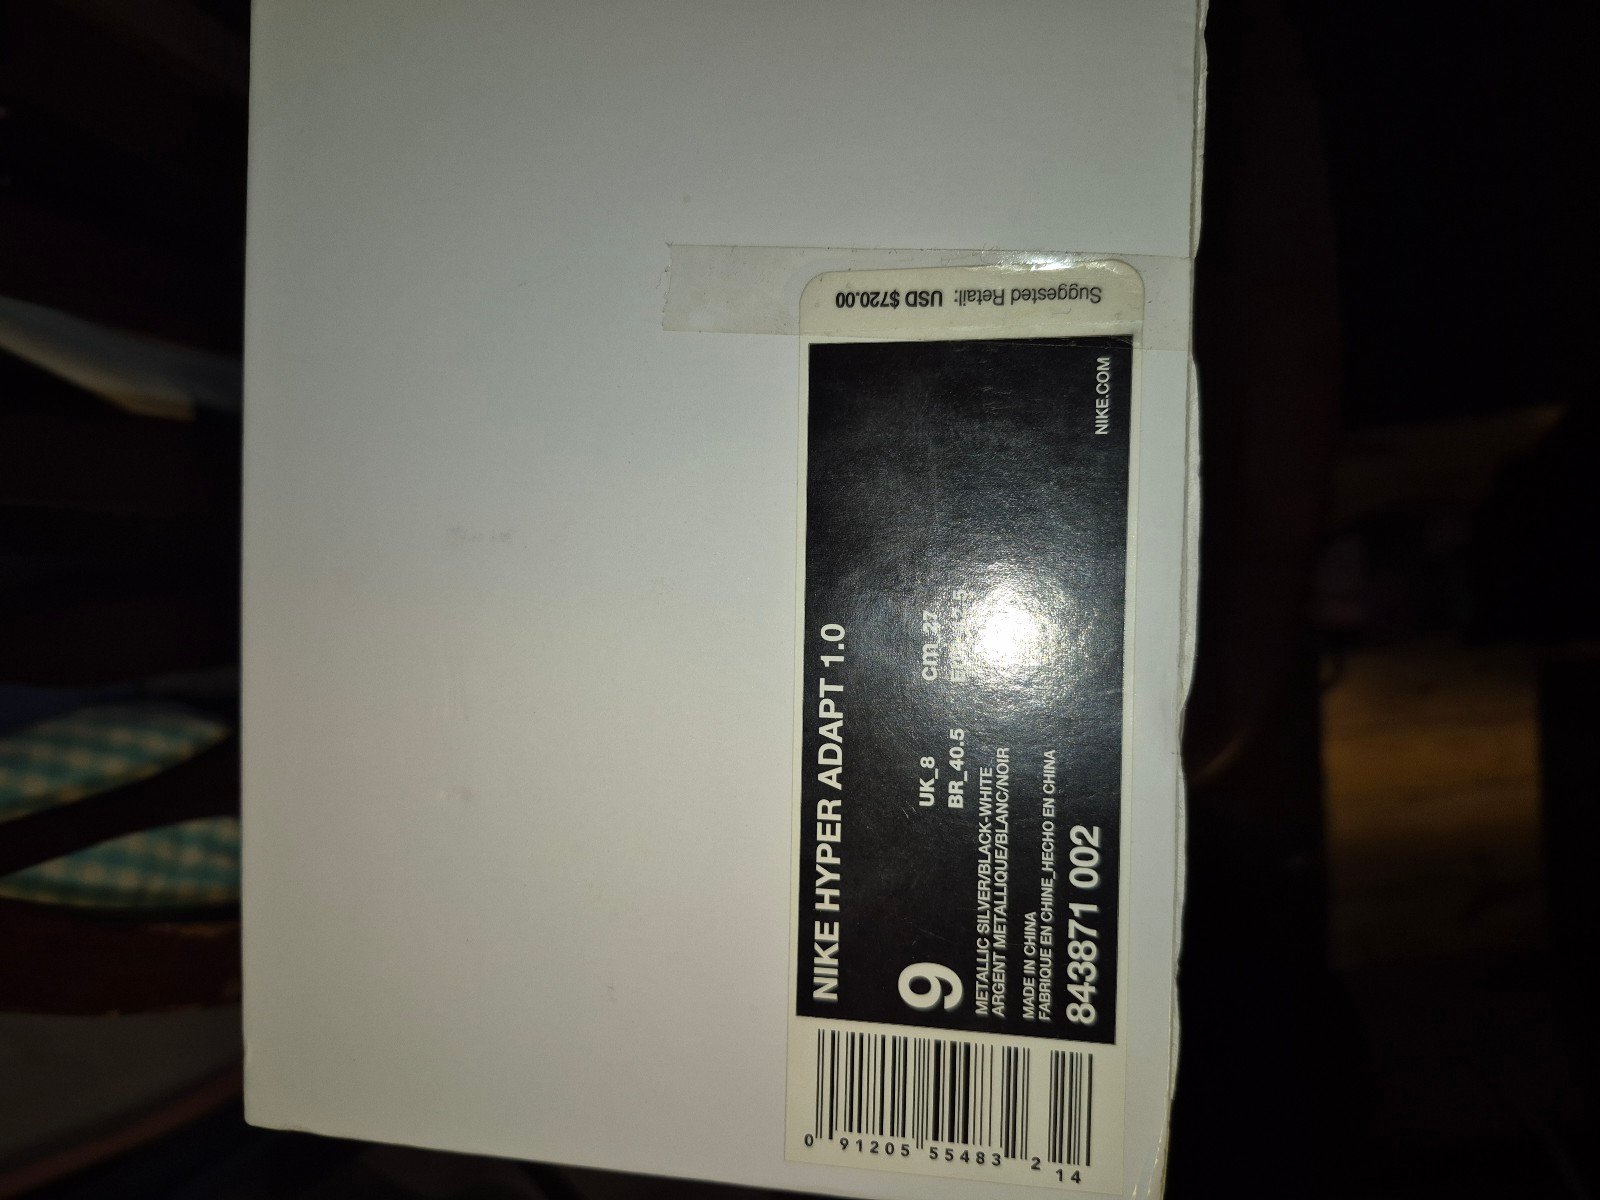 Suggested Retail: USD $720.00
NIKE HYPER ADAPT 1.0
9
UK_8
cm 27
BR_40.5
METALLIC SILVER/BLACK-WHITE
ARGENT METALLIQUE/BLANC/NOIR
MADE IN CHINA
FABRIQUE EN CHINE_HECHO EN CHINA
843871 002
NIKE.COM
0 91205 55483 2 14